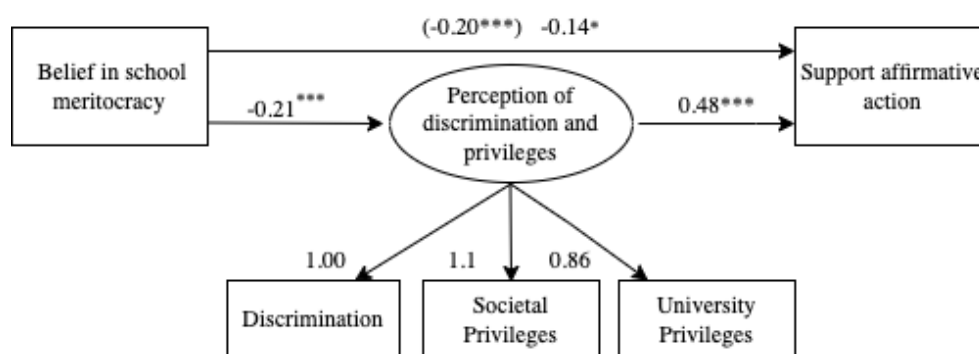 (-0.20***) -0.14*
Belief in school
meritocracy
Support affirmative
action
-0.21***
Perception of
discrimination and
privileges
0.48***
1.00
1.1
0.86
Discrimination
Societal
Privileges
University
Privileges